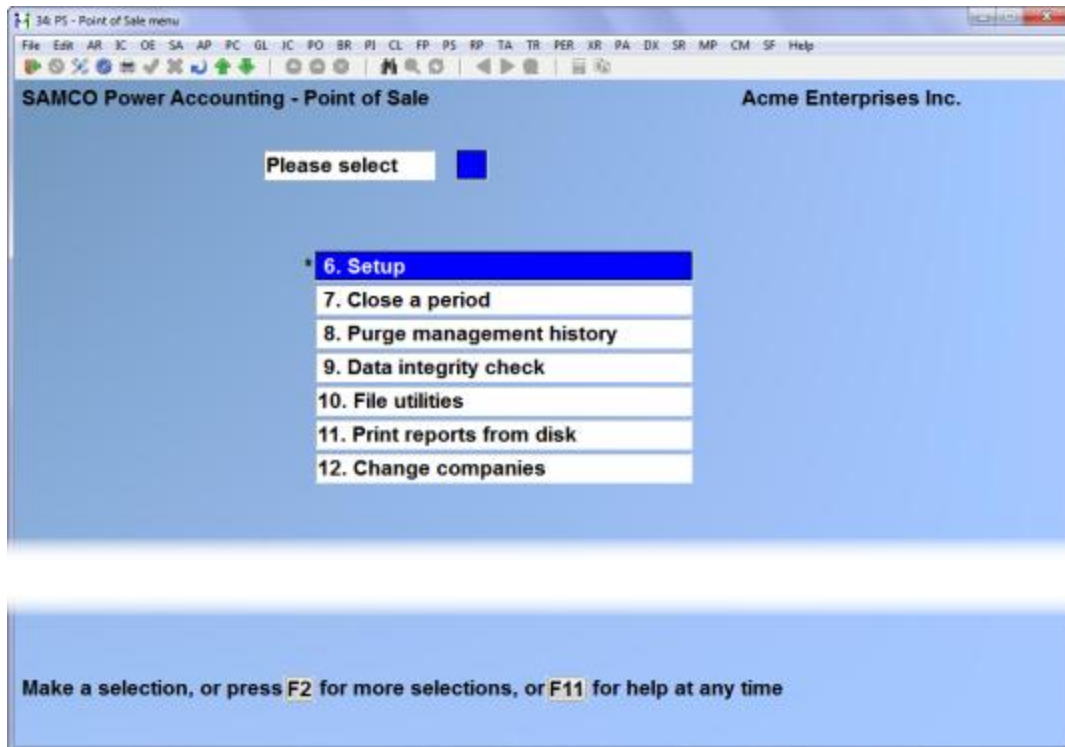 34: PS - Point of Sale menu
File Edit AR IC OE SA AP PC GL JC PO BR PJ CL FP PS RP TA TR PER XR PA DX SR MP CM SF Help
SAMCO Power Accounting - Point of Sale
Acme Enterprises Inc.
Please select
* 6. Setup
7. Close a period
8. Purge management history
9. Data integrity check
10. File utilities
11. Print reports from disk
12. Change companies
Make a selection, or press F2 for more selections, or F11 for help at any time